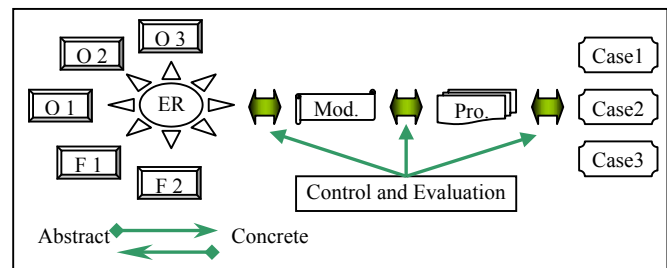 O 3
O 2
Case1
O 1
ER
Mod.
Pro.
Case2
F 1
Case3
F 2
Control and Evaluation
Abstract
Concrete